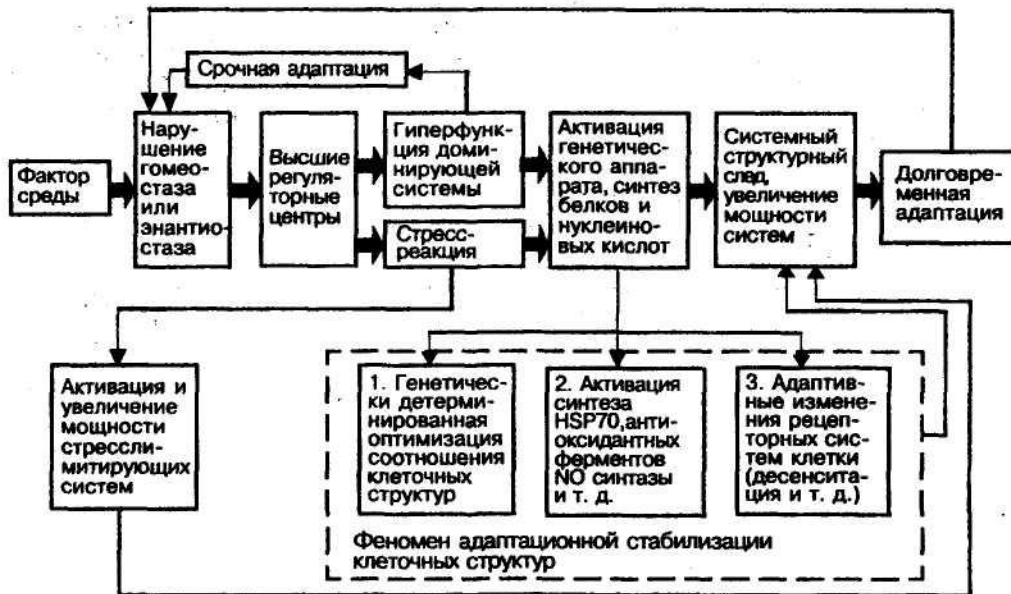 Срочная адаптация
Фактор
среды
Нару-
шение
гомео-
стаза
или
энантио-
стаза
Высшие
регуля-
торные
центры
Гиперфунк-
ция доми-
нирующей
системы
Стресс-
реакция
Активация
генетичес-
кого аппа-
рата, синтез
белков и
нуклеино-
вых кислот
Системный
структурный
след,
увеличение
мощности
систем
Долговре-
менная
адаптация
Активация и
увеличение
мощности
стрессли-
митирующих
систем
1. Генетичес-
ки детерми-
нированная
оптимизация
соотношения
клеточных
структур
2. Активация
синтеза
HSP70,анти-
оксидантных
ферментов
NO синтазы
и т. д.
3. Адаптив-
ные измене-
ния рецеп-
торных сис-
тем клетки
(десенсита-
ция и т. д.)
Феномен адаптационной стабилизации
клеточных структур